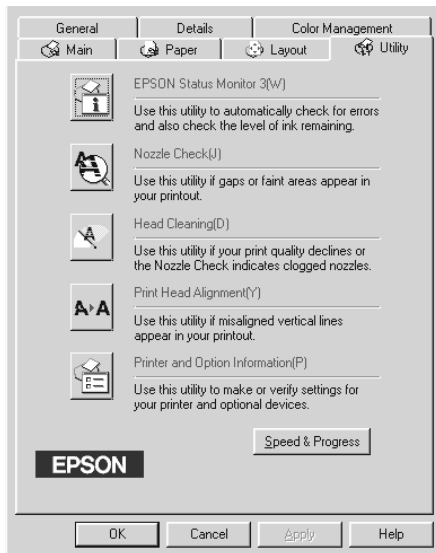 General Details Color Management
Main Paper Layout Utility
EPSON Status Monitor 3(W)
Use this utility to automatically check for errors
and also check the level of ink remaining.
Nozzle Check(J)
Use this utility if gaps or faint areas appear in
your printout.
Head Cleaning(D)
Use this utility if your print quality declines or
the Nozzle Check indicates clogged nozzles.
Print Head Alignment(Y)
A A
Use this utility if misaligned vertical lines
appear in your printout.
Printer and Option Information(P)
Use this utility to make or verify settings for
your printer and optional devices.
Speed & Progress
EPSON
OK Cancel Apply Help